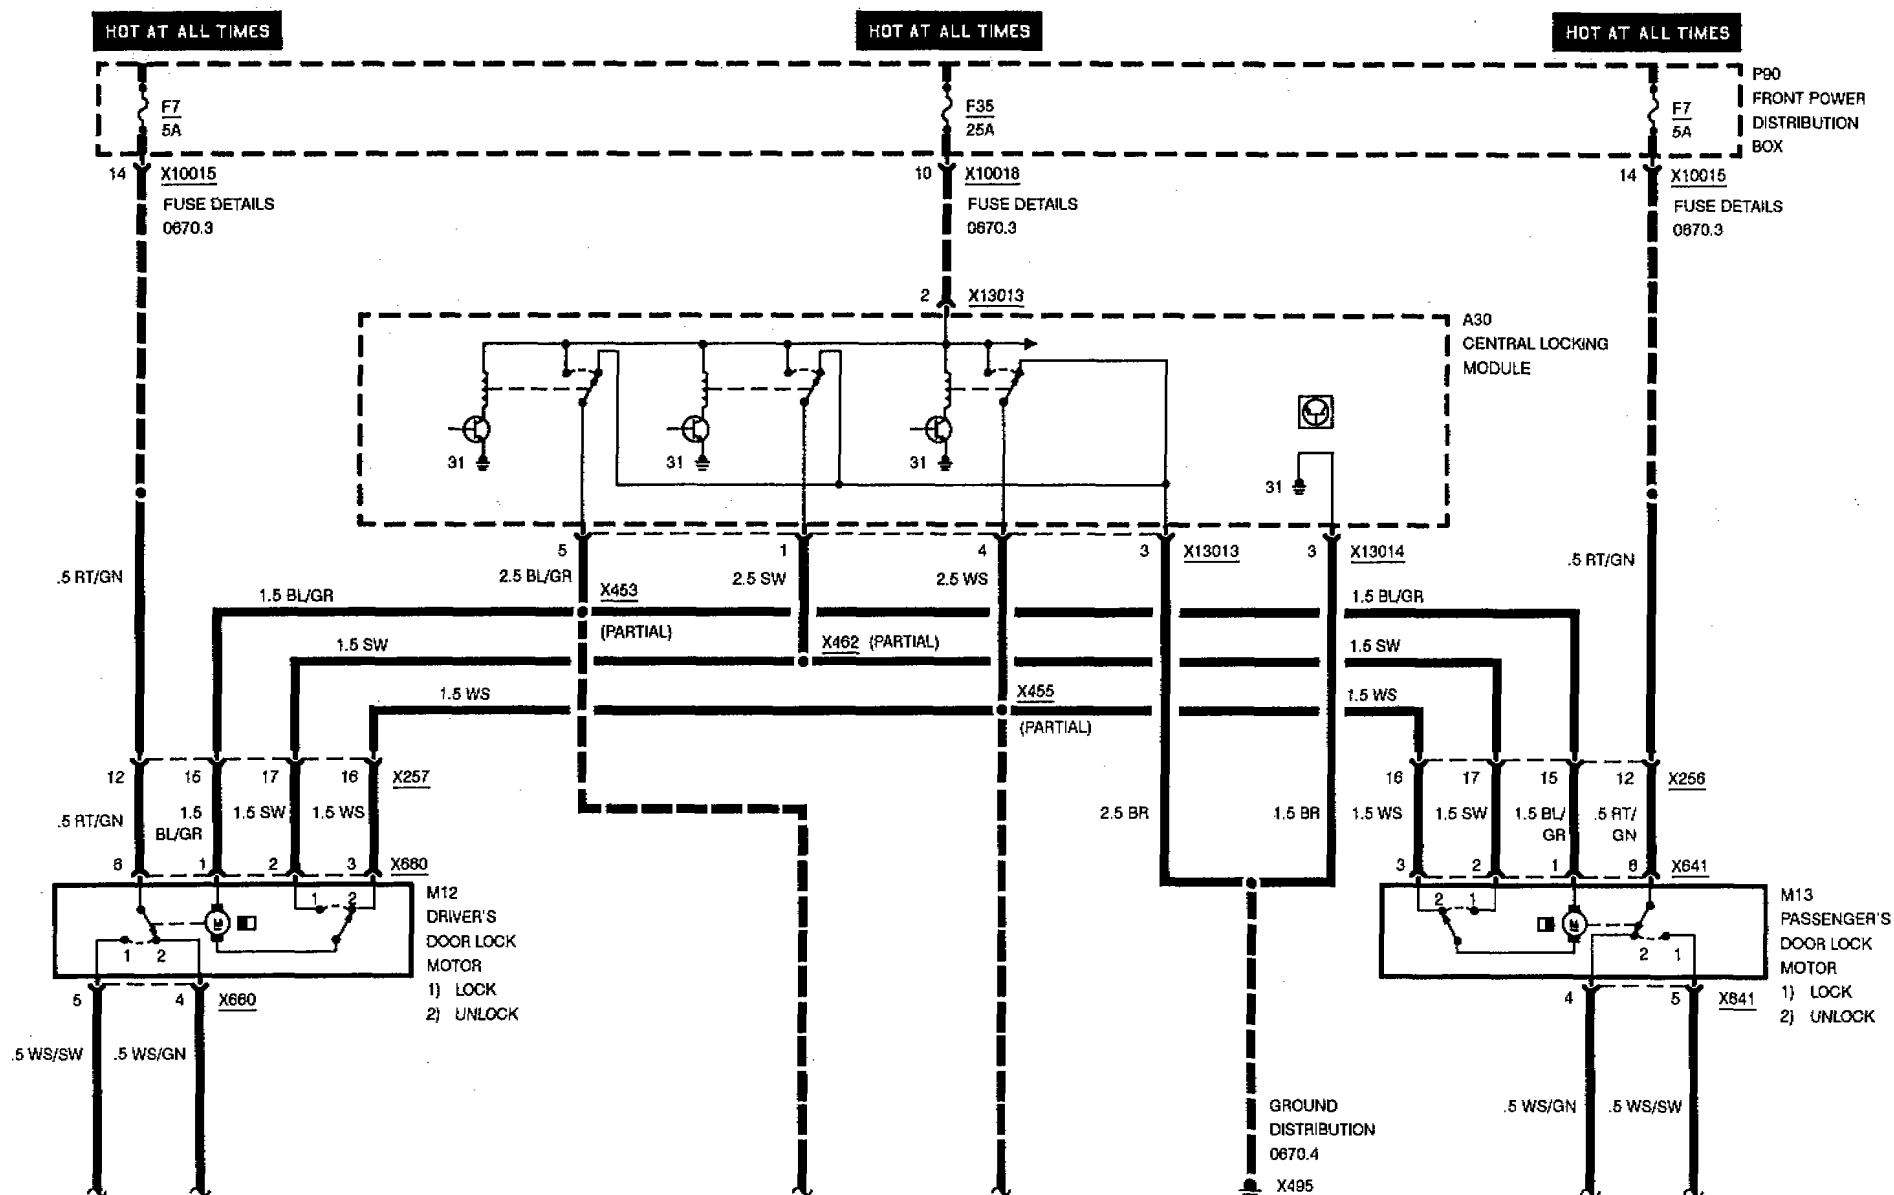 HOT AT ALL TIMES
HOT AT ALL TIMES
HOT AT ALL TIMES
F7
5A
F35
25A
F7
5A
P90
FRONT POWER
DISTRIBUTION
BOX
14 X10015
FUSE DETAILS
0670.3
10 X10018
FUSE DETAILS
0670.3
14 X10015
FUSE DETAILS
0670.3
2 X13013
A30
CENTRAL LOCKING
MODULE
31
31
31
31
5
1
4
3 X13013
3 X13014
.5 RT/GN
2.5 BL/GR
2.5 SW
2.5 WS
.5 RT/GN
1.5 BL/GR
X453
(PARTIAL)
1.5 BL/GR
1.5 SW
X462 (PARTIAL)
1.5 SW
1.5 WS
X455
(PARTIAL)
1.5 WS
12 15 17 16 X257
16 17 15 12 X256
.5 RT/GN
1.5
BL/GR
1.5 SW
1.5 WS
2.5 BR
1.5 BR
1.5 WS
1.5 SW
1.5 BL/
GR
.5 RT/
GN
6 1 2 3 X660
3 2 1 6 X641
1 2
M
1 2
M12
DRIVER'S
DOOR LOCK
MOTOR
1) LOCK
2) UNLOCK
2 1
M
2 1
M13
PASSENGER'S
DOOR LOCK
MOTOR
1) LOCK
2) UNLOCK
5 4 X660
4 5 X641
.5 WS/SW
.5 WS/GN
.5 WS/GN
.5 WS/SW
GROUND
DISTRIBUTION
0670.4
X495